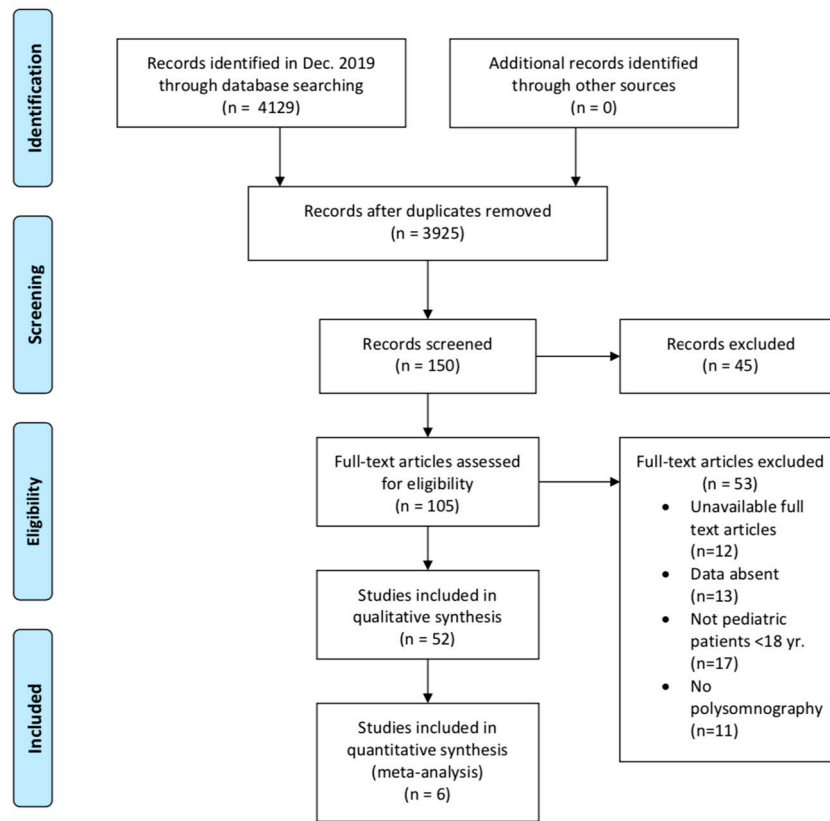 Identification
Records identified in Dec. 2019
through database searching
(n =  4129)
Additional records identified
through other sources
(n = 0)
Records after duplicates removed
(n = 3925)
Screening
Records screened
(n = 150)
Records excluded
(n = 45)
Eligibility
Full-text articles assessed
for eligibility
(n = 105)
Full-text articles excluded
(n = 53)
• Unavailable full
text articles
(n=12)
• Data absent
(n=13)
• Not pediatric
patients <18 yr.
(n=17)
• No
polysomnography
(n=11)
Studies included in
qualitative synthesis
(n = 52)
Included
Studies included in
quantitative synthesis
(meta-analysis)
(n = 6)